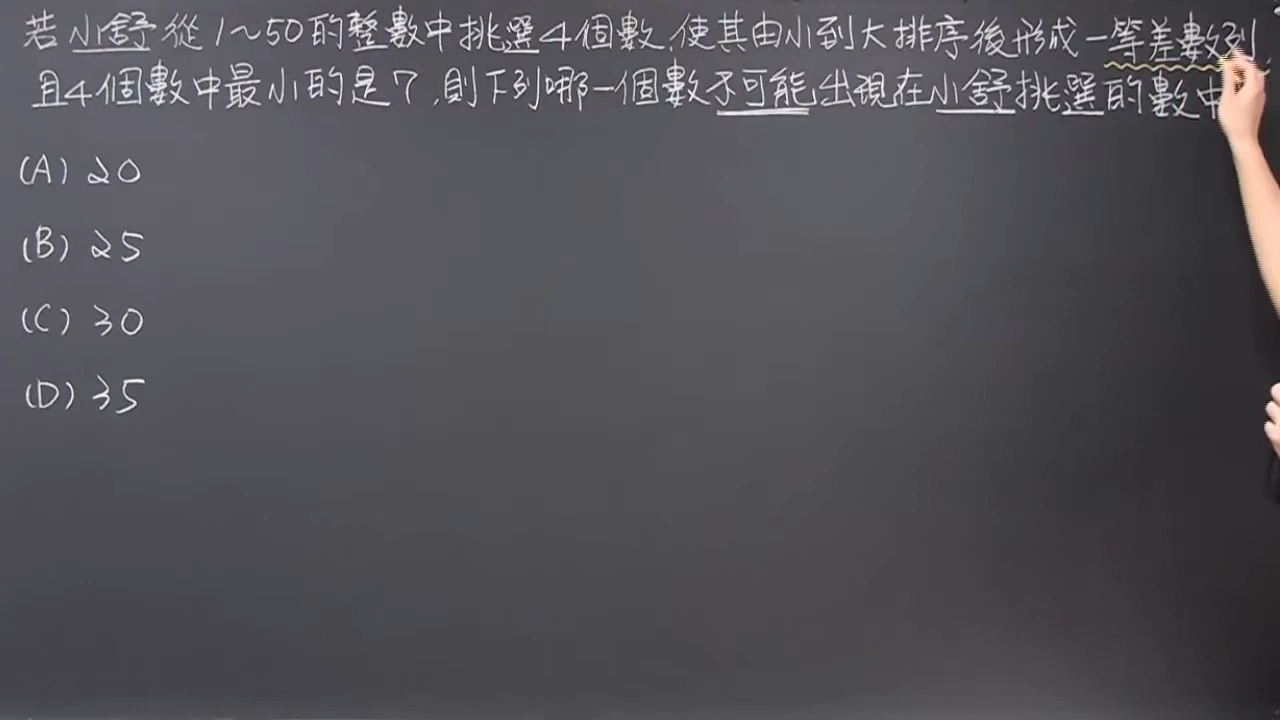 若小舒從1~50的整數中挑選4個數,使其由小到大排序後形成一等差數列,
且4個數中最小的是7,則下列哪一個數不可能出現在小舒挑選的數中
(A) 20
(B) 25
(C) 30
(D) 35